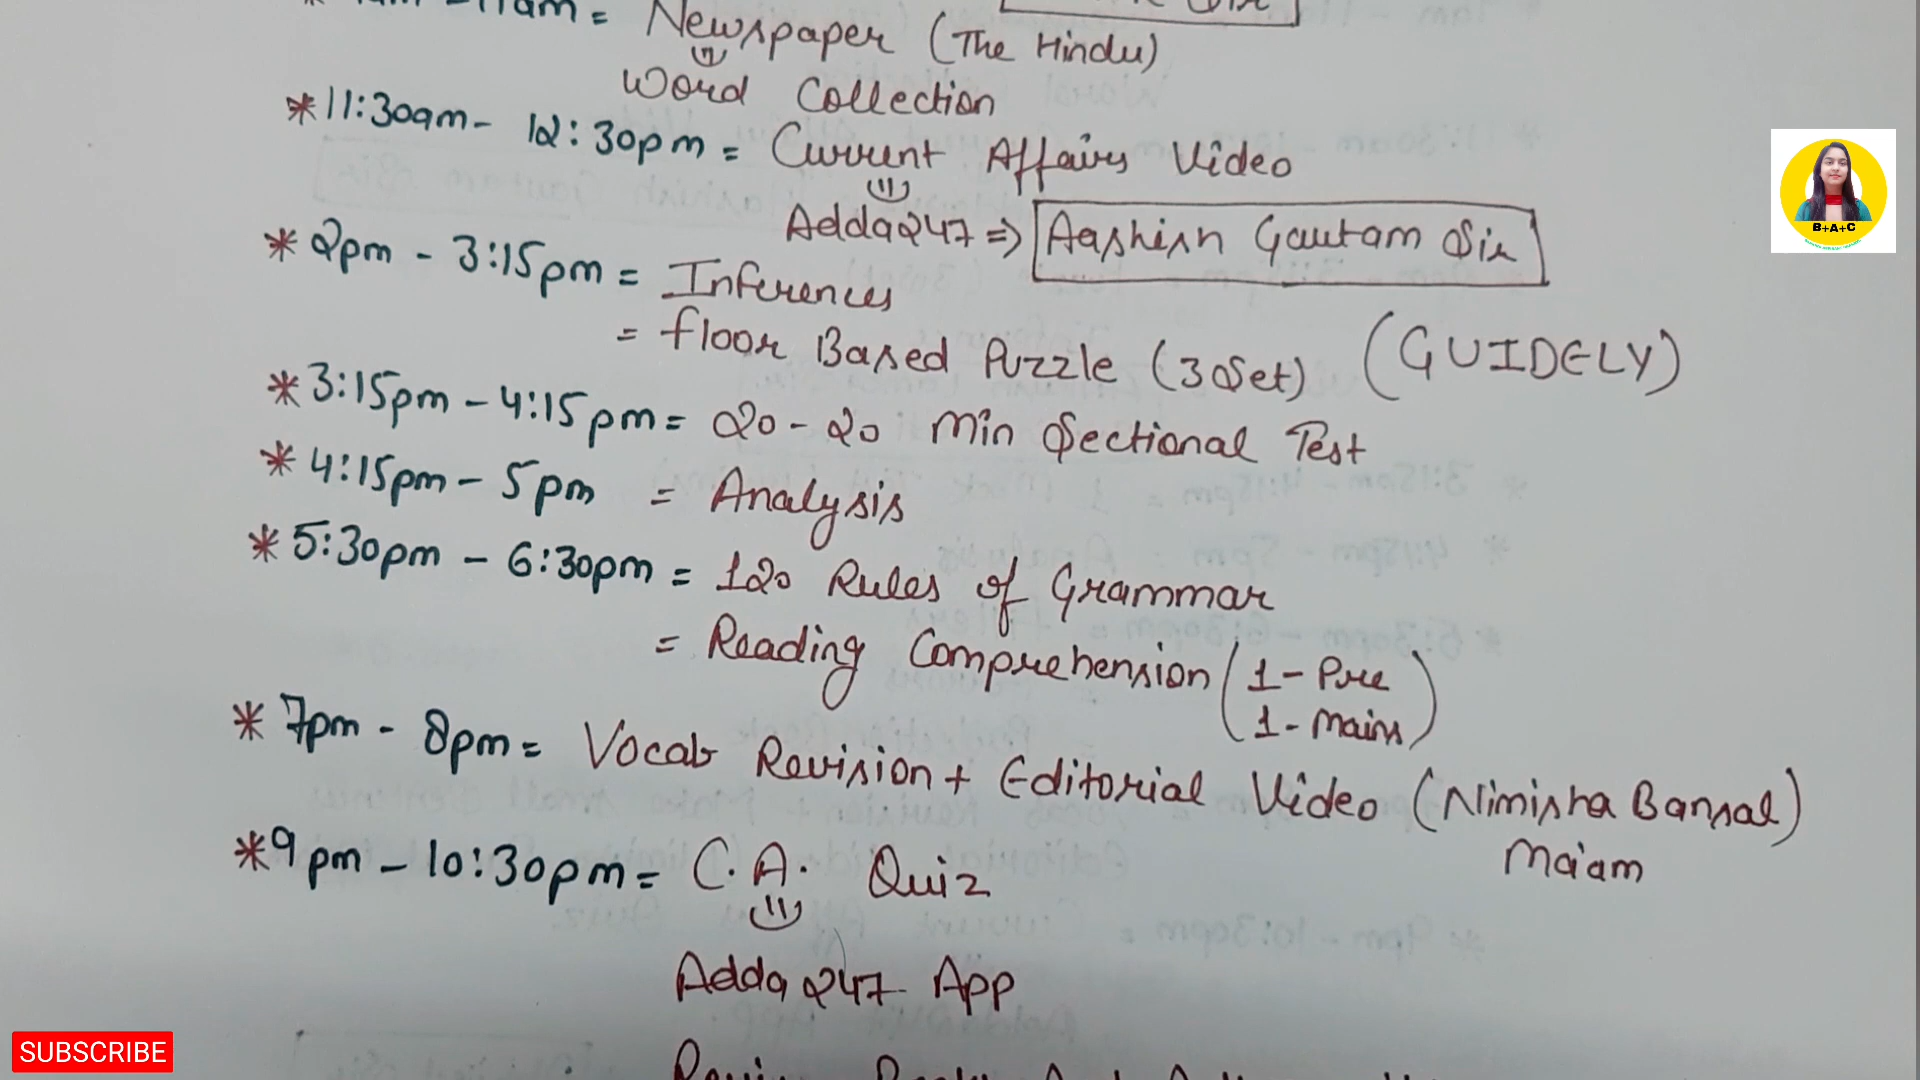 11am = Newspaper (The Hindu)
Word Collection
*11:30am - 12:30pm = Current Affairs Video
Adda247 => Aashish Gautam Sir
* 2pm - 3:15pm = Inferences
= Floor Based Puzzle (3 Set) (GUIDELY)
* 3:15pm - 4:15pm = 20-20 Min Sectional Test
* 4:15pm - 5pm = Analysis
* 5:30pm - 6:30pm = 120 Rules of Grammar
= Reading Comprehension (1-Pre
1-Mains)
* 7pm - 8pm = Vocab Revision + Editorial Video (Nimisha Bansal)
Ma'am
*9pm - 10:30pm = C.A. Quiz
Adda247 App
B+A+C
SUBSCRIBE